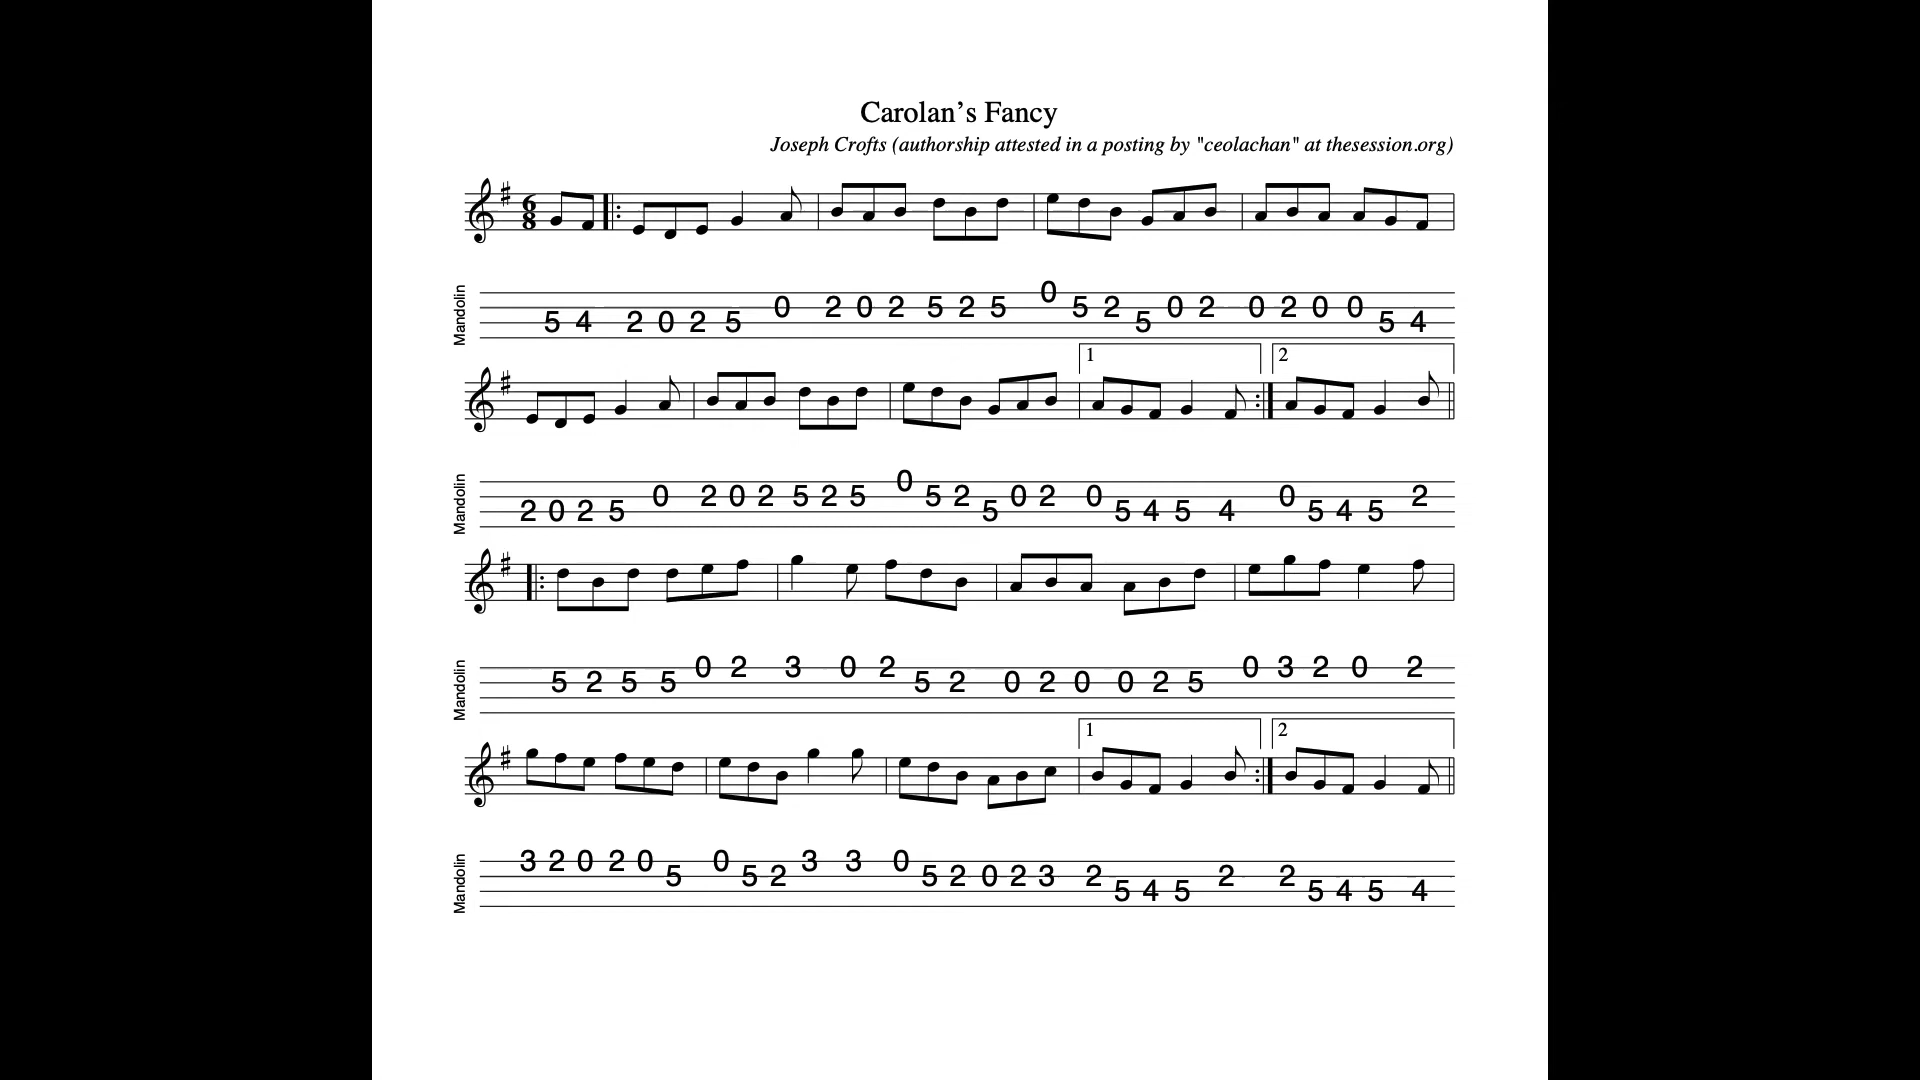 Carolan’s Fancy
Joseph Crofts (authorship attested in a posting by "ceolachan" at thesession.org)
6
8
Mandolin
5 4 2 0 2 5 0 2 0 2 5 2 5 0 5 2 5 0 2 0 2 0 0 5 4
1 2
Mandolin
2 0 2 5 0 2 0 2 5 2 5 0 5 2 5 0 2 0 5 4 5 4 0 5 4 5 2
Mandolin
5 2 5 5 0 2 3 0 2 5 2 0 2 0 0 2 5 0 3 2 0 2
1 2
Mandolin
3 2 0 2 0 5 0 5 2 3 3 0 5 2 0 2 3 2 5 4 5 2 2 5 4 5 4